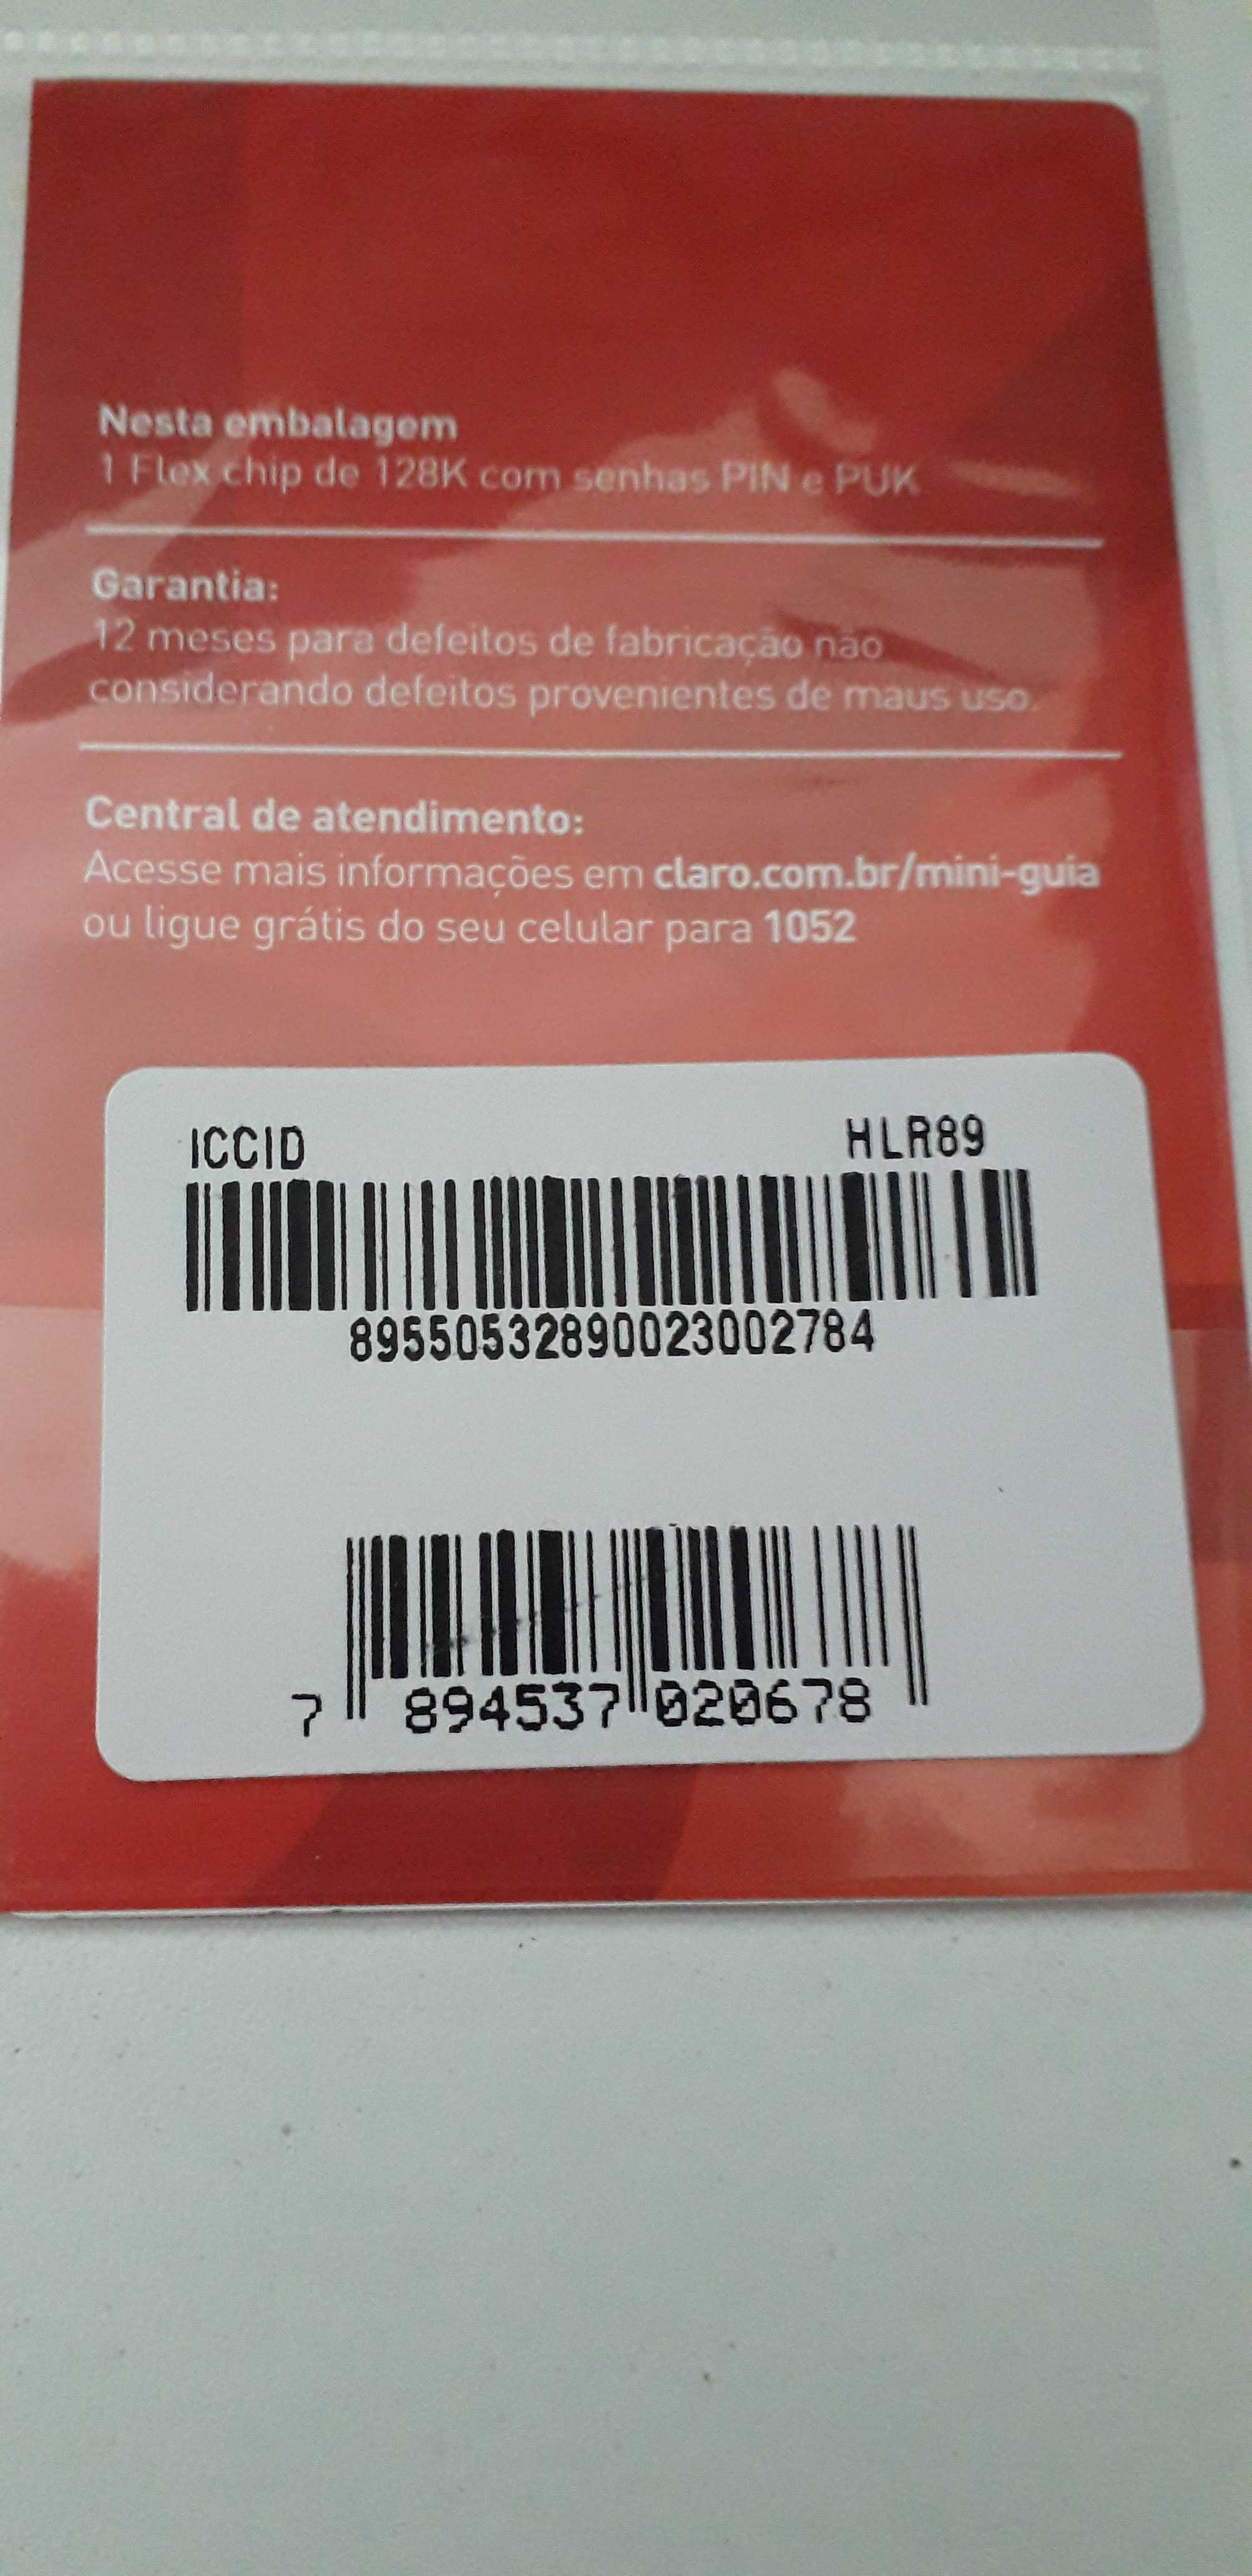 Nesta embalagem
1 Flex chip de 128K com senhas PIN e PUK
Garantia:
12 meses para defeitos de fabricação não
considerando defeitos provenientes de maus uso.
Central de atendimento:
Acesse mais informações em claro.com.br/mini-guia
ou ligue grátis do seu celular para 1052
ICCID HLR89
89550532890023002784
7 894537 020678